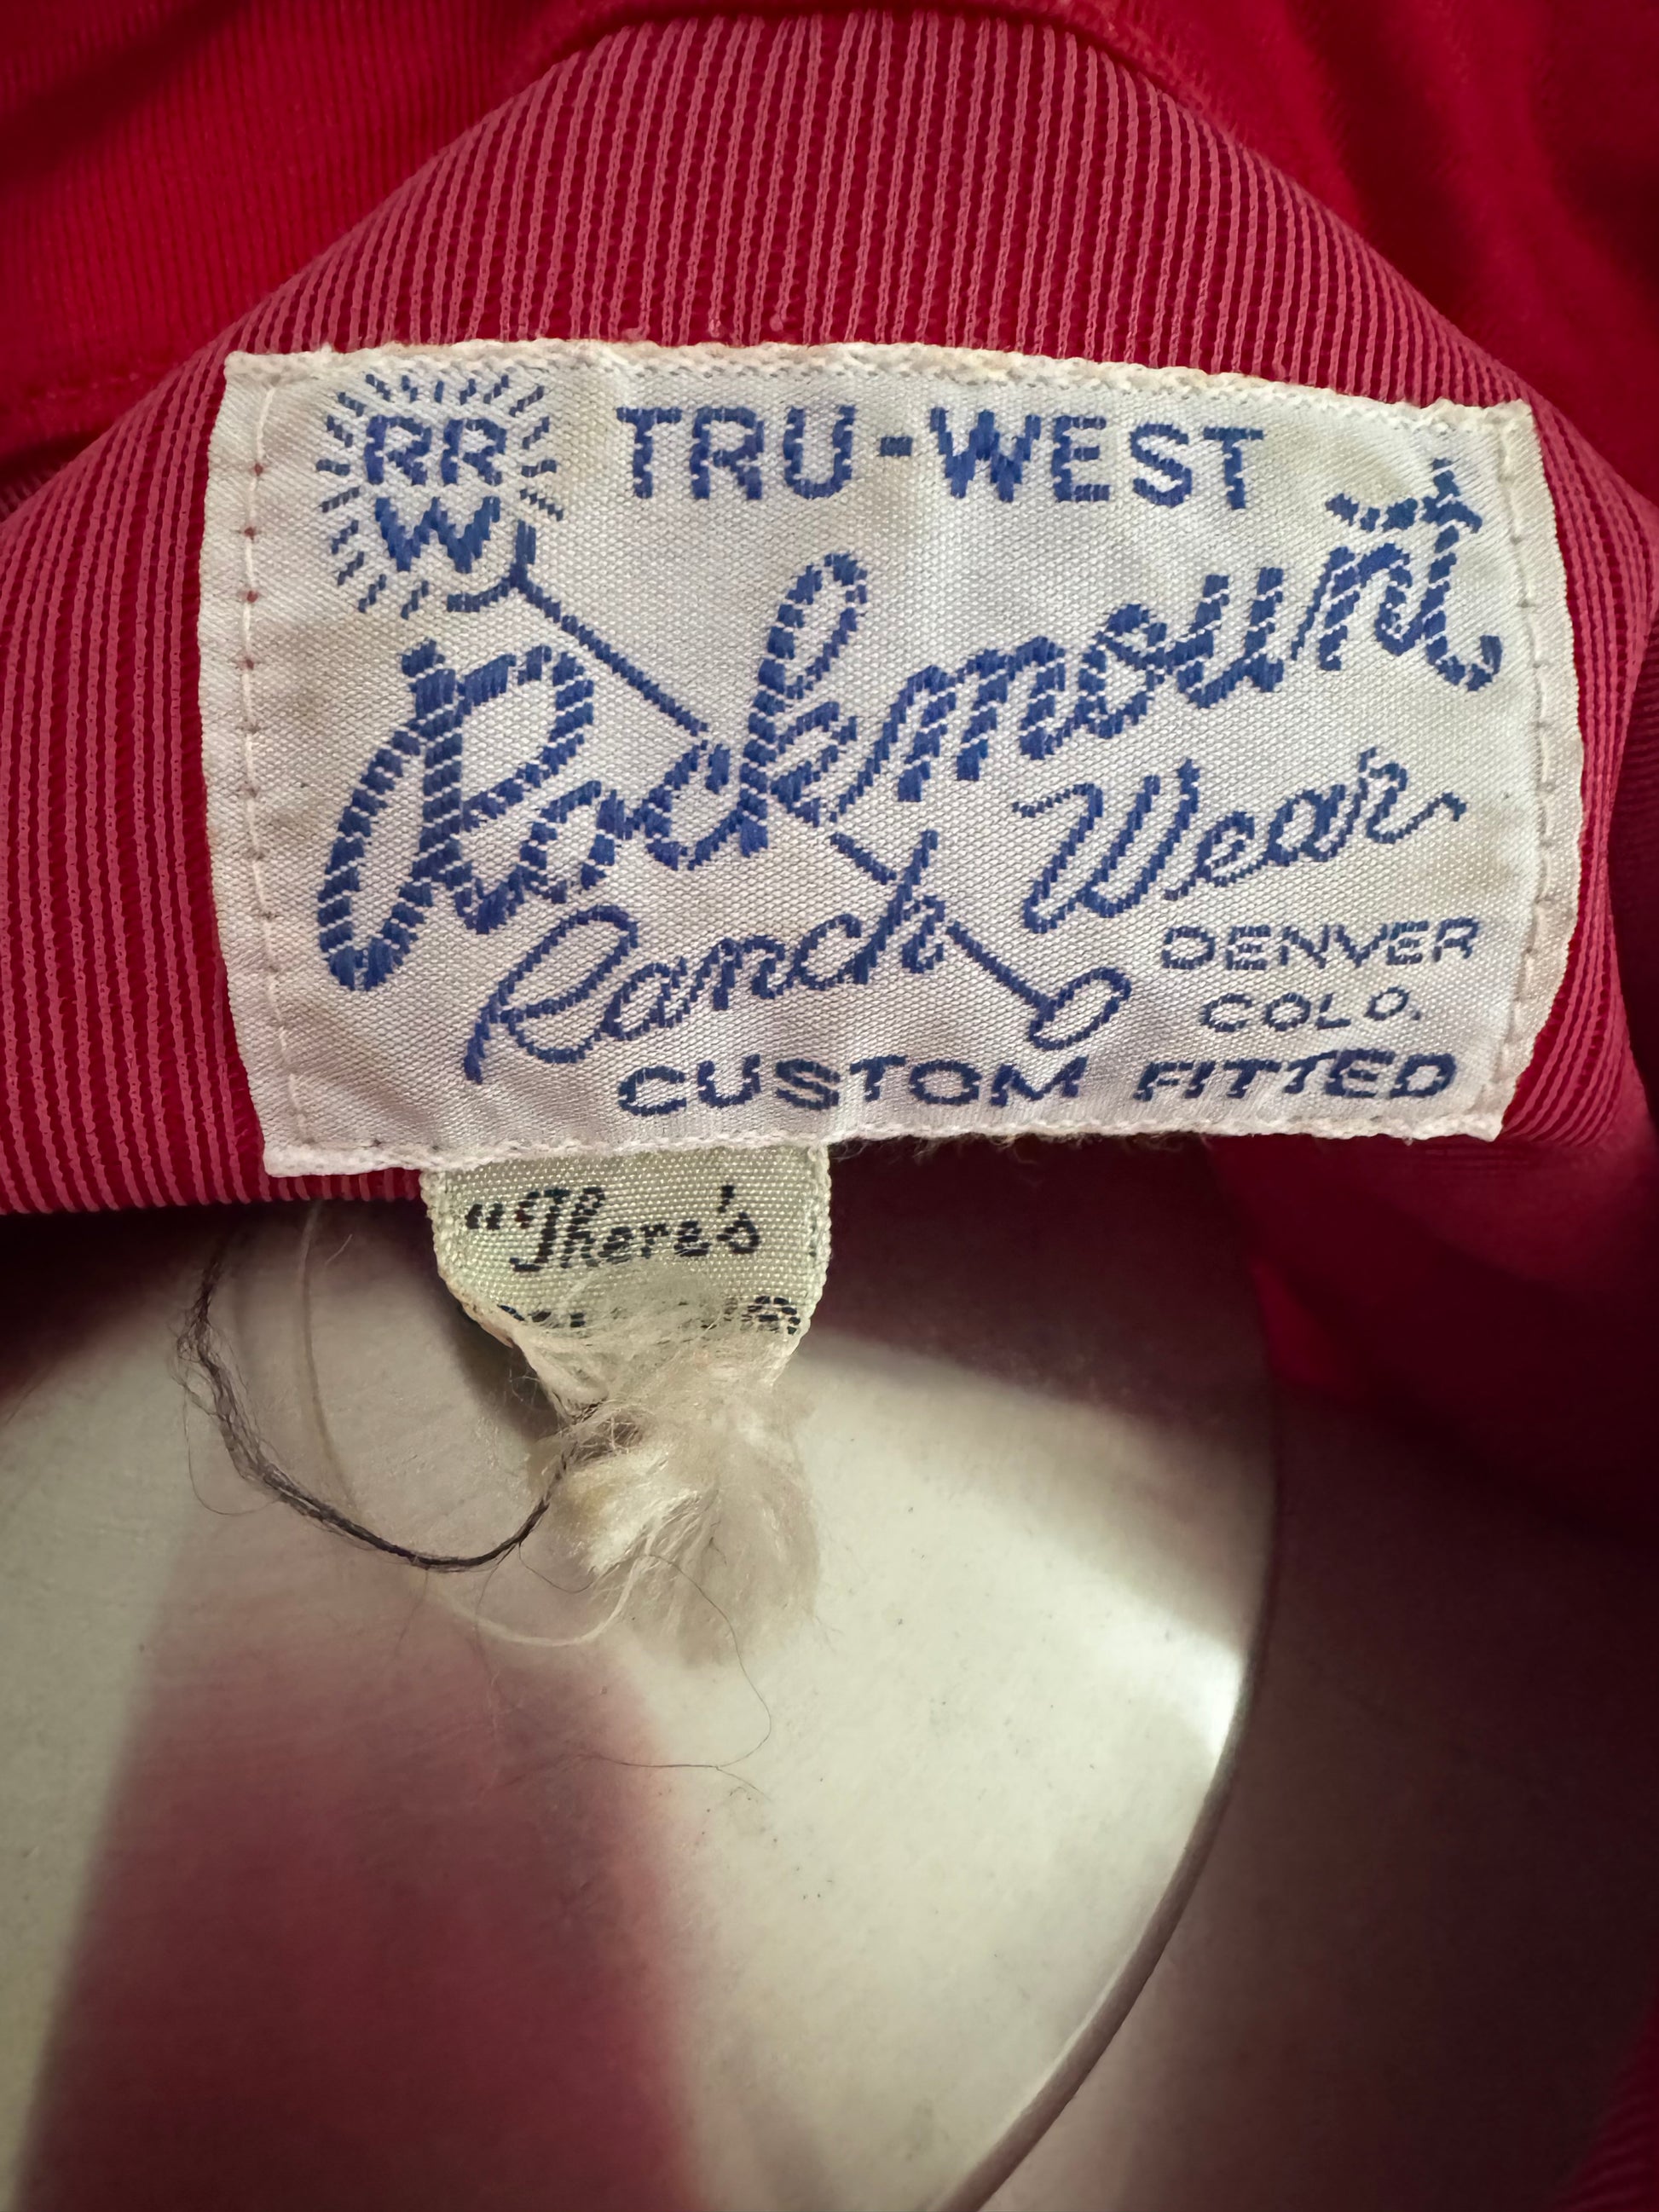 RR
W
TRU-WEST
Rockmount
Ranch Wear
DENVER
COLO.
CUSTOM FITTED
"There's